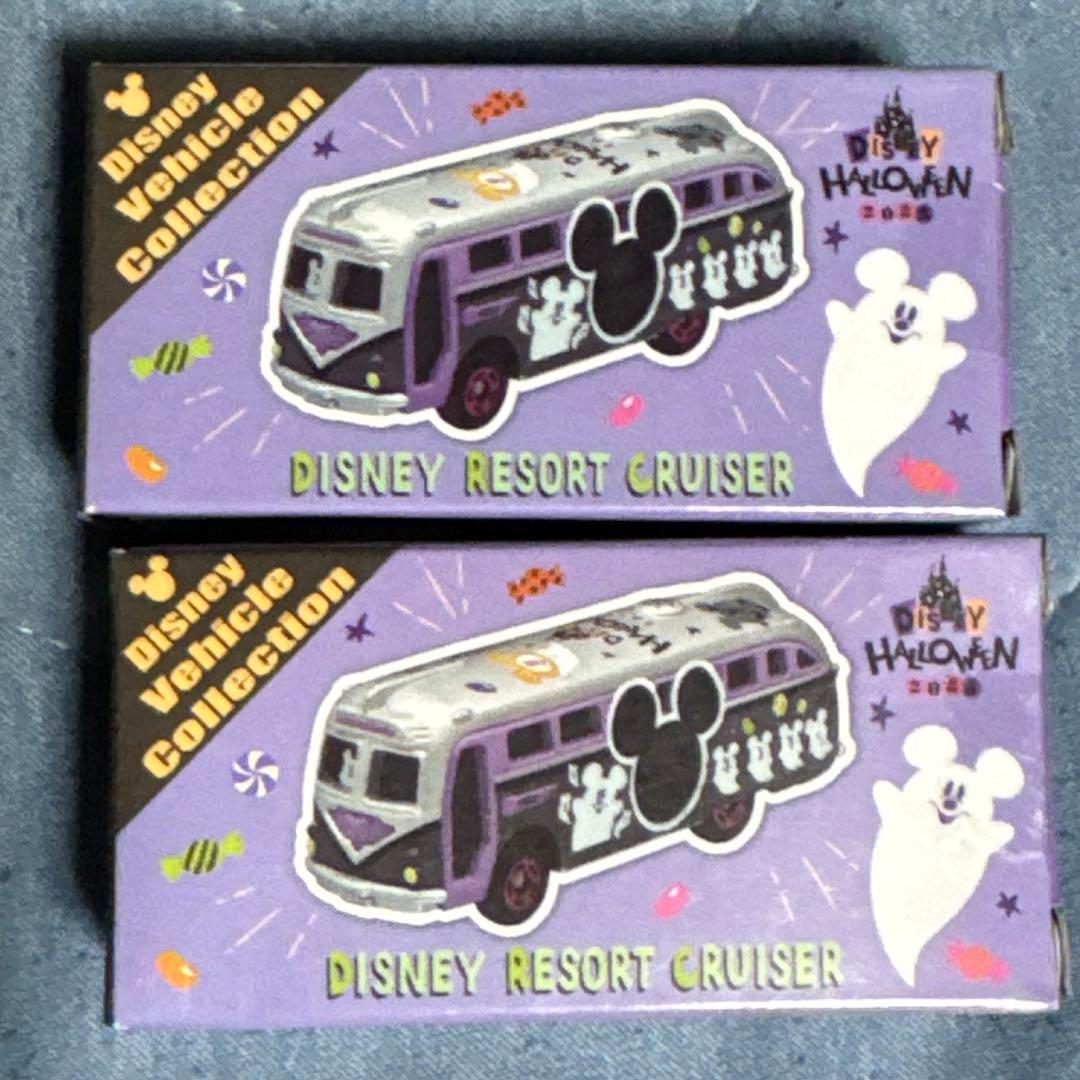 Disney
Vehicle
collection
DISNEY
HALLOWEEN
DISNEY RESORT CRUISER
Disney
Vehicle
collection
DISNEY
HALLOWEEN
DISNEY RESORT CRUISER